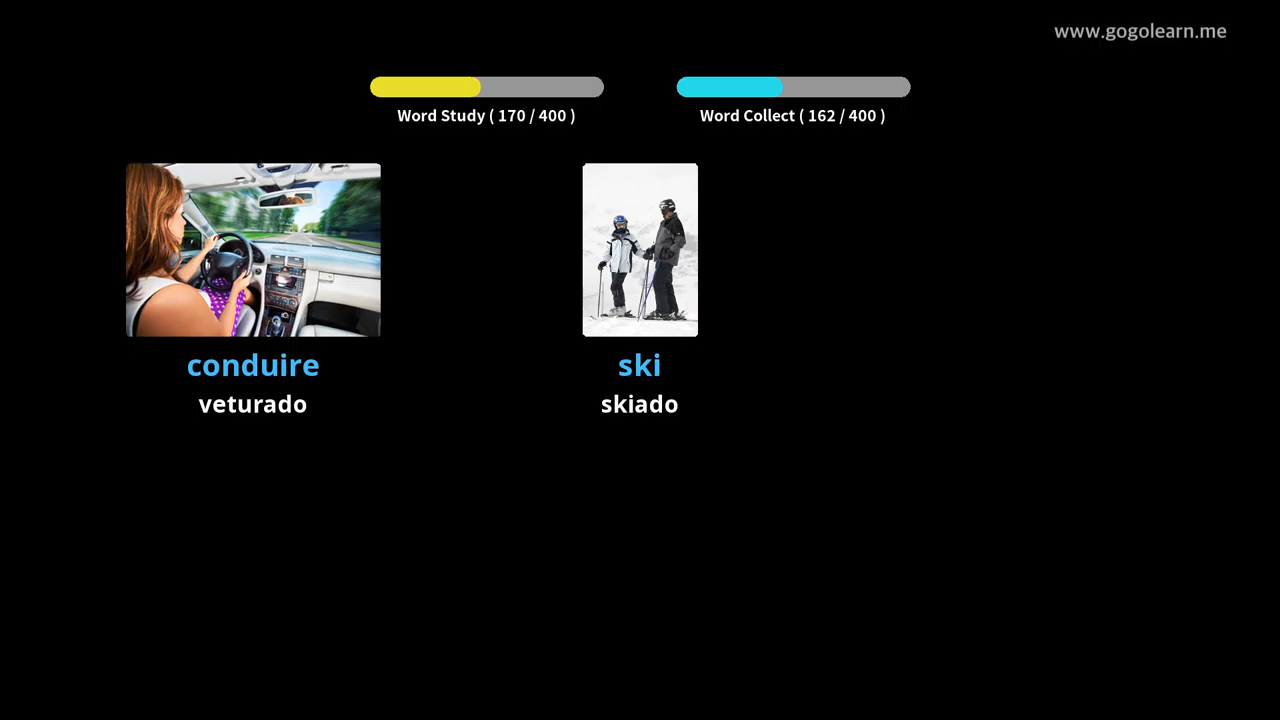 www.gogolearn.me
Word Study ( 170 / 400 )
Word Collect ( 162 / 400 )
conduire
veturado
ski
skiado